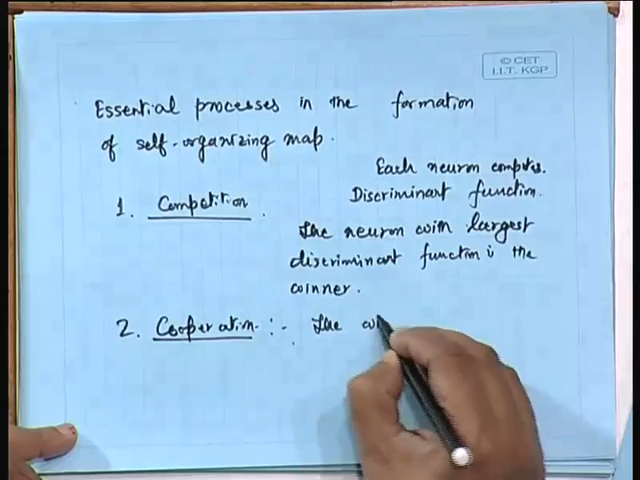 © CET
I.I.T. KGP
Essential processes in the formation
of self-organizing map.
Each neuron computes.
1. Competition.
Discriminant function.
The neuron with largest
discriminant function is the
winner.
2. Cooperation :- The wi